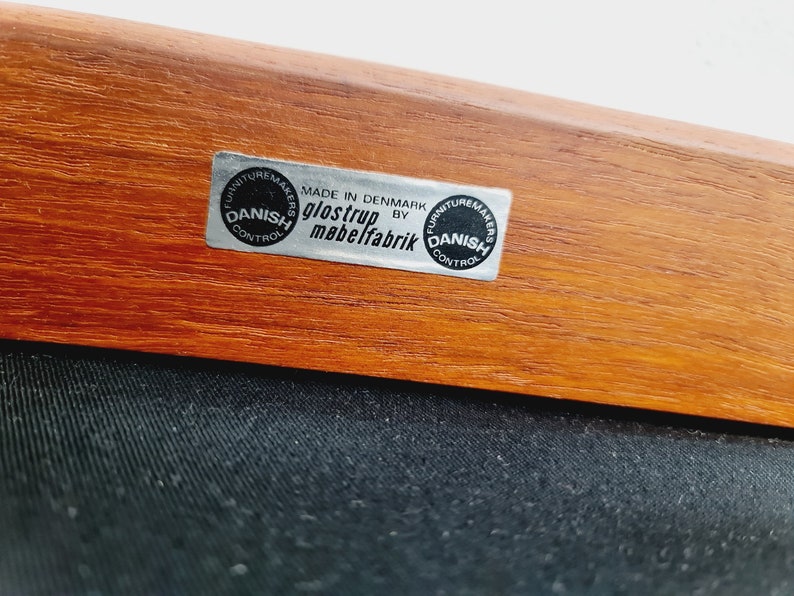 FURNITUREMAKERS
DANISH
CONTROL
MADE IN DENMARK
BY
glostrup
møbelfabrik
FURNITUREMAKERS
DANISH
CONTROL